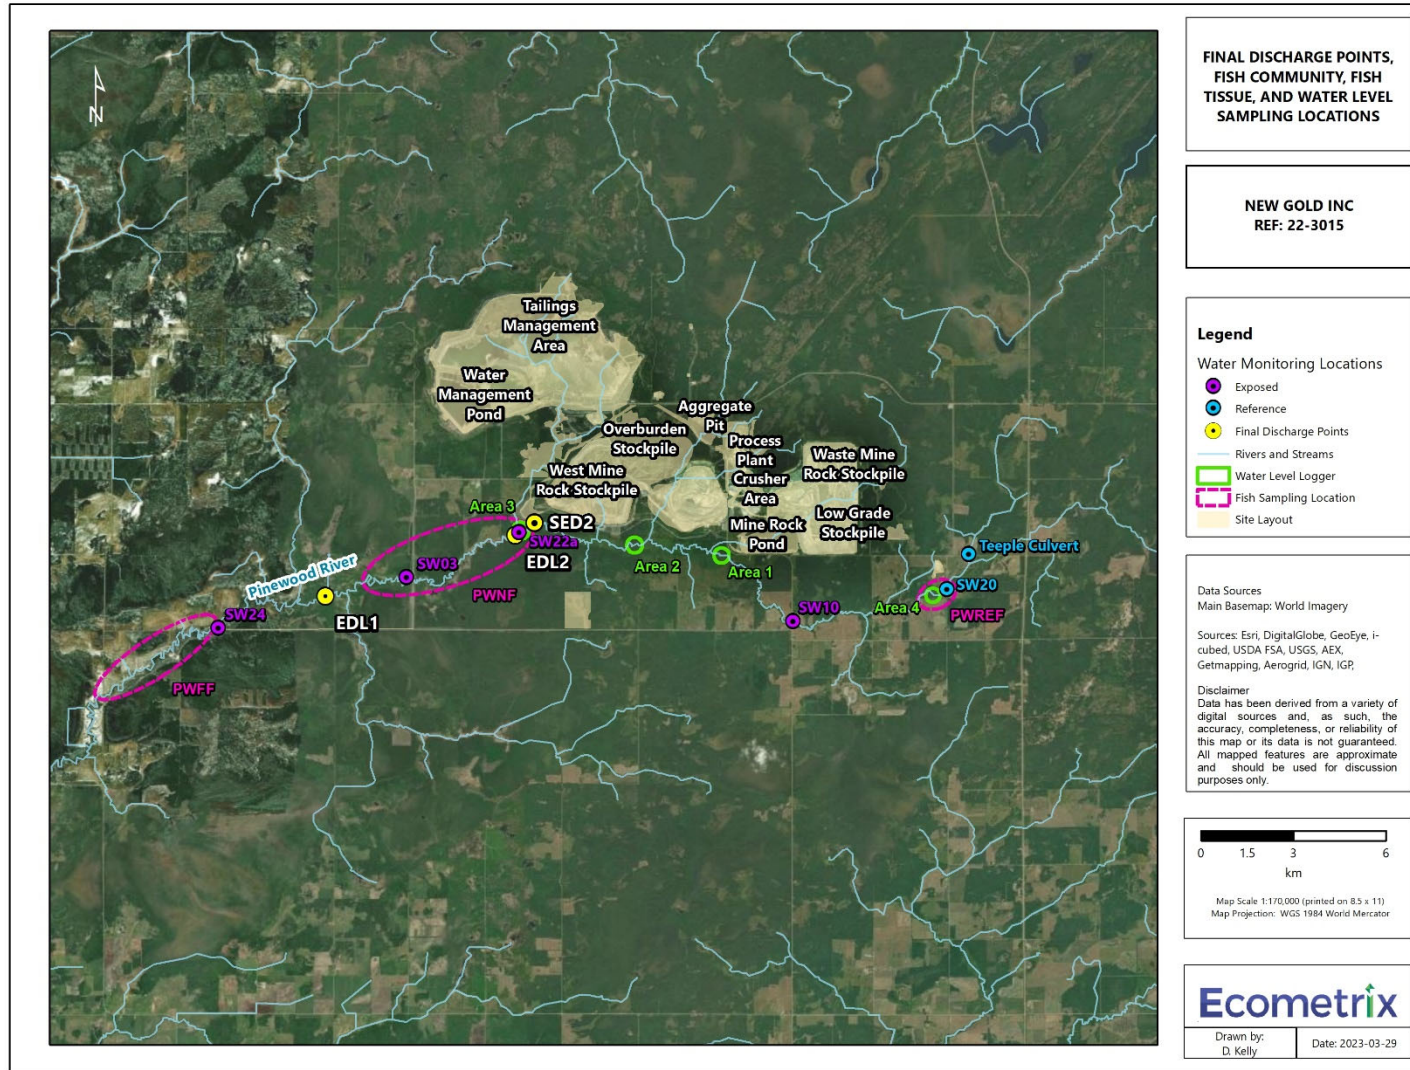 N
Tailings
Management
Area
Water
Management
Pond
Aggregate
Pit
Overburden
Stockpile
Process
Plant
Crusher
Area
Waste Mine
Rock Stockpile
West Mine
Rock Stockpile
Low Grade
Stockpile
Mine Rock
Pond
Area 3
SED2
SW22a
EDL2
Area 2
Area 1
Teeple Culvert
SW03
Pinewood River
PWNF
SW20
Area 4
PWREF
SW10
EDL1
SW24
PWFF
FINAL DISCHARGE POINTS,
FISH COMMUNITY, FISH
TISSUE, AND WATER LEVEL
SAMPLING LOCATIONS
NEW GOLD INC
REF: 22-3015
Legend
Water Monitoring Locations
Exposed
Reference
Final Discharge Points
Rivers and Streams
Water Level Logger
Fish Sampling Location
Site Layout
Data Sources
Main Basemap: World Imagery
Sources: Esri, DigitalGlobe, GeoEye, i-
cubed, USDA FSA, USGS, AEX,
Getmapping, Aerogrid, IGN, IGP,
Disclaimer
Data has been derived from a variety of
digital sources and, as such, the
accuracy, completeness, or reliability of
this map or its data is not guaranteed.
All mapped features are approximate
and should be used for discussion
purposes only.
0 1.5 3 6
km
Map Scale 1:170,000 (printed on 8.5 x 11)
Map Projection: WGS 1984 World Mercator
Ecometrix
Drawn by:
D. Kelly
Date: 2023-03-29